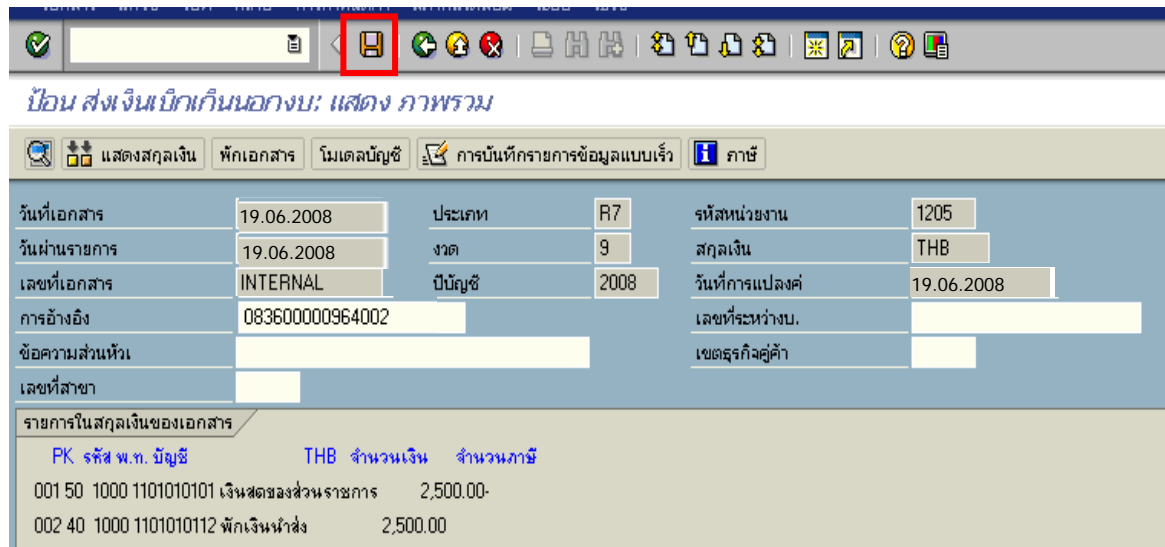 ป้อน ส่งเงินเบิกเกินนอกงบ: แสดง ภาพรวม
แสดงสกุลเงิน พักเอกสาร โมเดลบัญชี การบันทึกรายการข้อมูลแบบเร็ว ภาษี
วันที่เอกสาร 19.06.2008 ประเภท R7 รหัสหน่วยงาน 1205
วันผ่านรายการ 19.06.2008 งวด 9 สกุลเงิน THB
เลขที่เอกสาร INTERNAL ปีบัญชี 2008 วันที่การแปลงค่ 19.06.2008
การอ้างอิง 083600000964002 เลขที่ระหว่างบ.
ข้อความส่วนหัวเ เขตธุรกิจคู่ค้า
เลขที่สาขา
รายการในสกุลเงินของเอกสาร
PK รหัส พ.ท. บัญชี THB จำนวนเงิน จำนวนภาษี
001 50 1000 1101010101 เงินสดของส่วนราชการ 2,500.00-
002 40 1000 1101010112 พักเงินนำส่ง 2,500.00